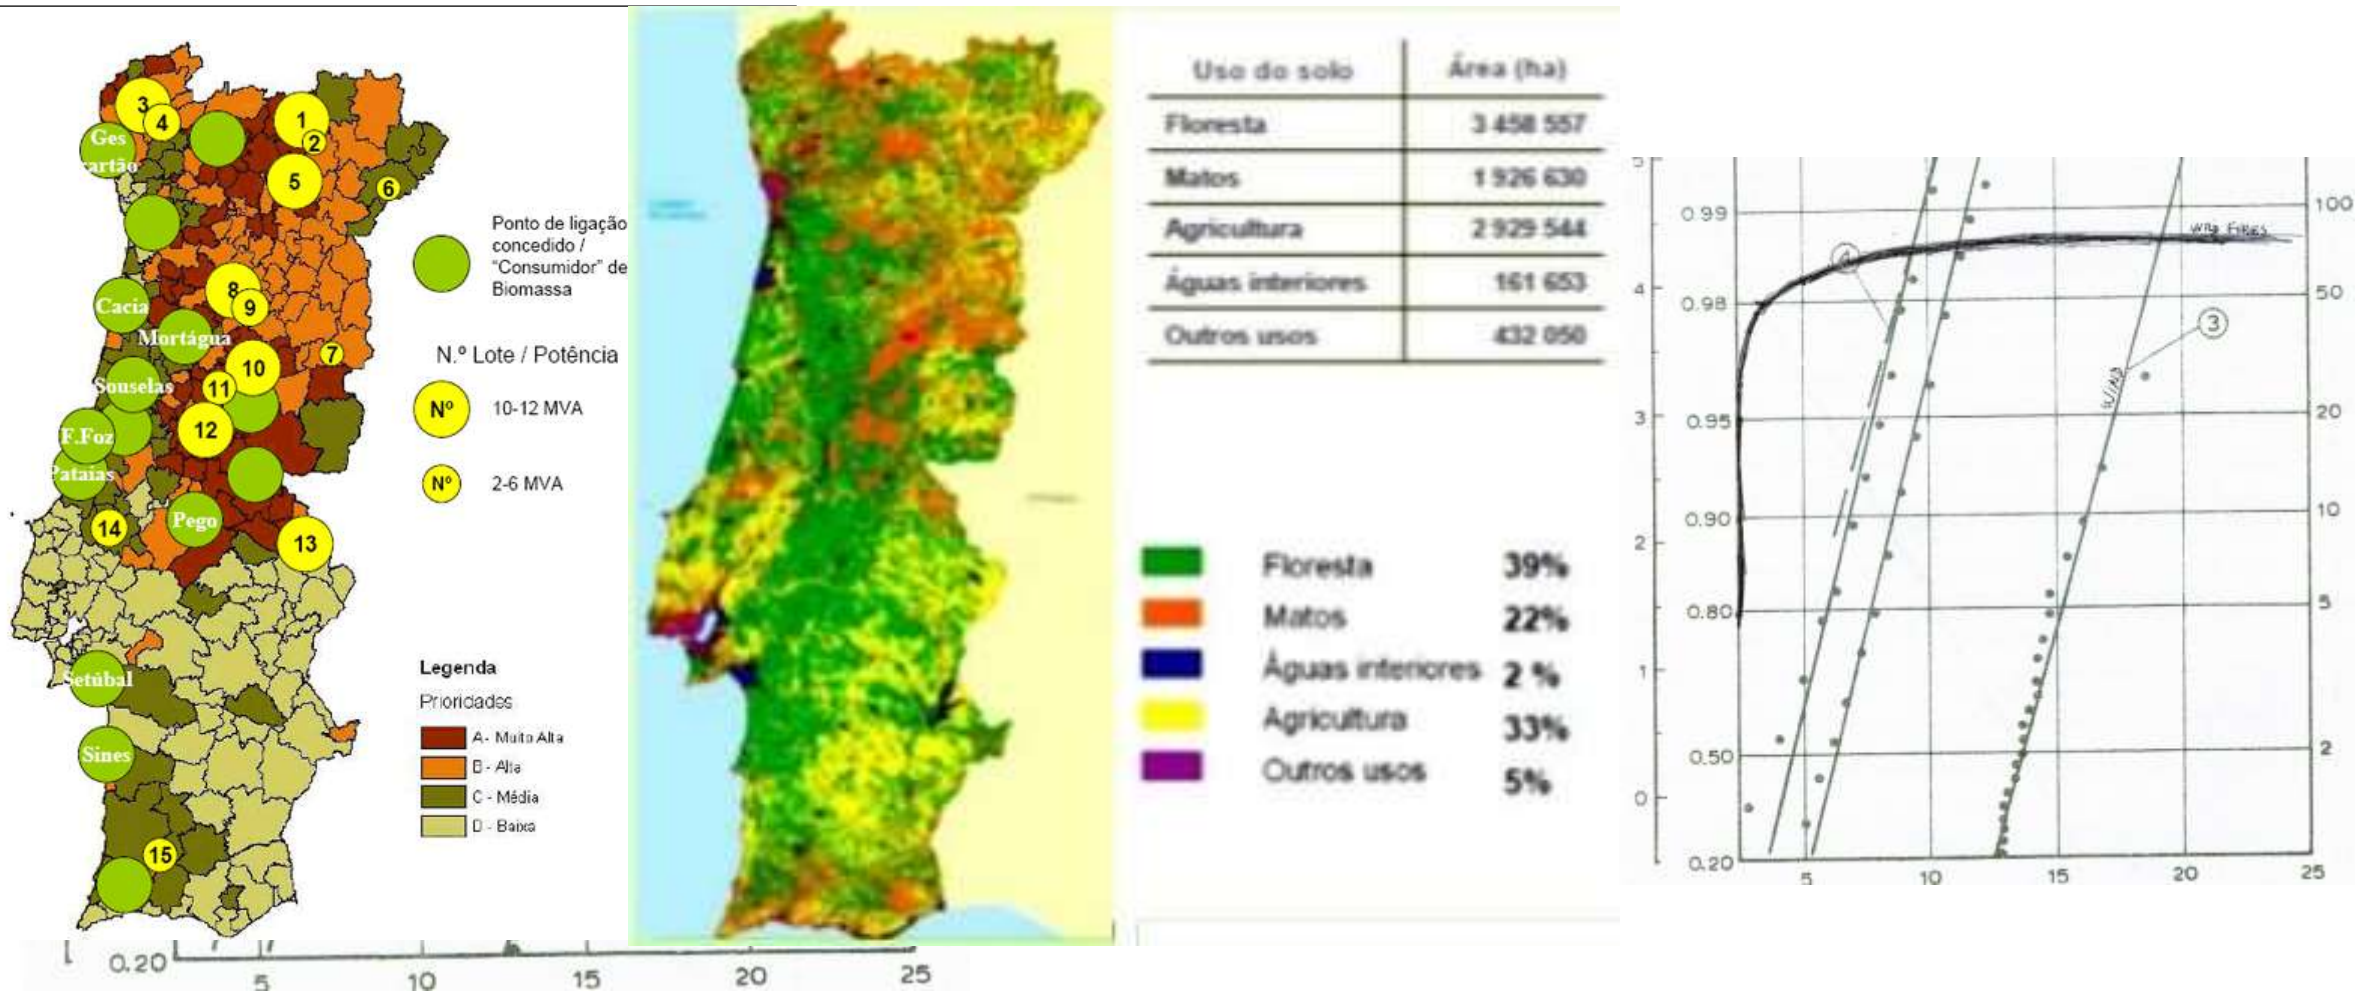 3
4
1
2
Ges
cartão
5
6
Ponto de ligação
concedido /
"Consumidor" de
Biomassa
8
9
Cacia
Mortágua
7
N.º Lote / Potência
10
11
Souselas
Nº 10-12 MVA
12
F.Foz
Pataias
Nº 2-6 MVA
14
Pego
13
Setúbal
Legenda
Prioridades
A - Muito Alta
B - Alta
C - Média
D - Baixa
Sines
15
0.20
5 10 15 20 25
Uso do solo Área (ha)
Floresta 3 458 557
Matos 1 926 630
Agricultura 2 929 544
Águas interiores 161 653
Outros usos 432 050
Floresta 39%
Matos 22%
Águas interiores 2 %
Agricultura 33%
Outros usos 5%
5
0.99 100
WILD FIRES
4 0.98 50
3
WIND
3 0.95 20
2 0.90 10
1 0.80 5
0.50 2
0
0.20
5 10 15 20 25